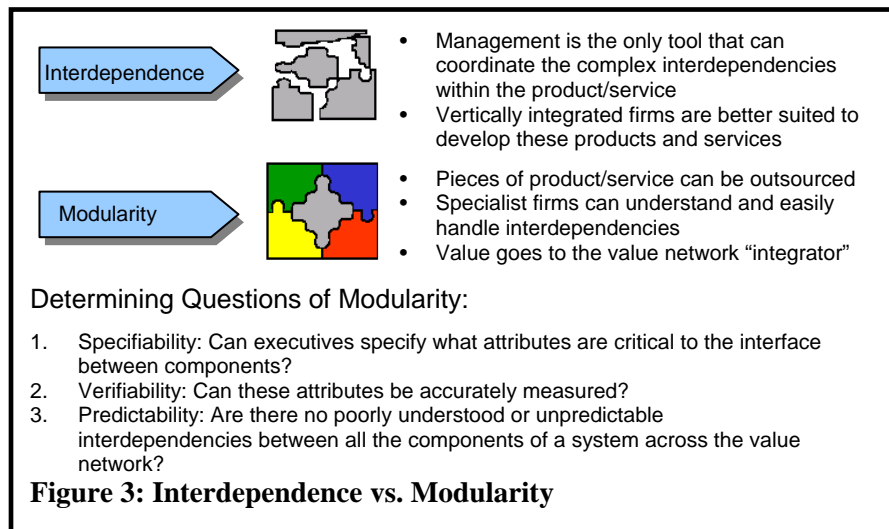 Interdependence
• Management is the only tool that can
coordinate the complex interdependencies
within the product/service
• Vertically integrated firms are better suited to
develop these products and services
Modularity
• Pieces of product/service can be outsourced
• Specialist firms can understand and easily
handle interdependencies
• Value goes to the value network “integrator”
Determining Questions of Modularity:
1. Specifiability: Can executives specify what attributes are critical to the interface
between components?
2. Verifiability: Can these attributes be accurately measured?
3. Predictability: Are there no poorly understood or unpredictable
interdependencies between all the components of a system across the value
network?
Figure 3: Interdependence vs. Modularity